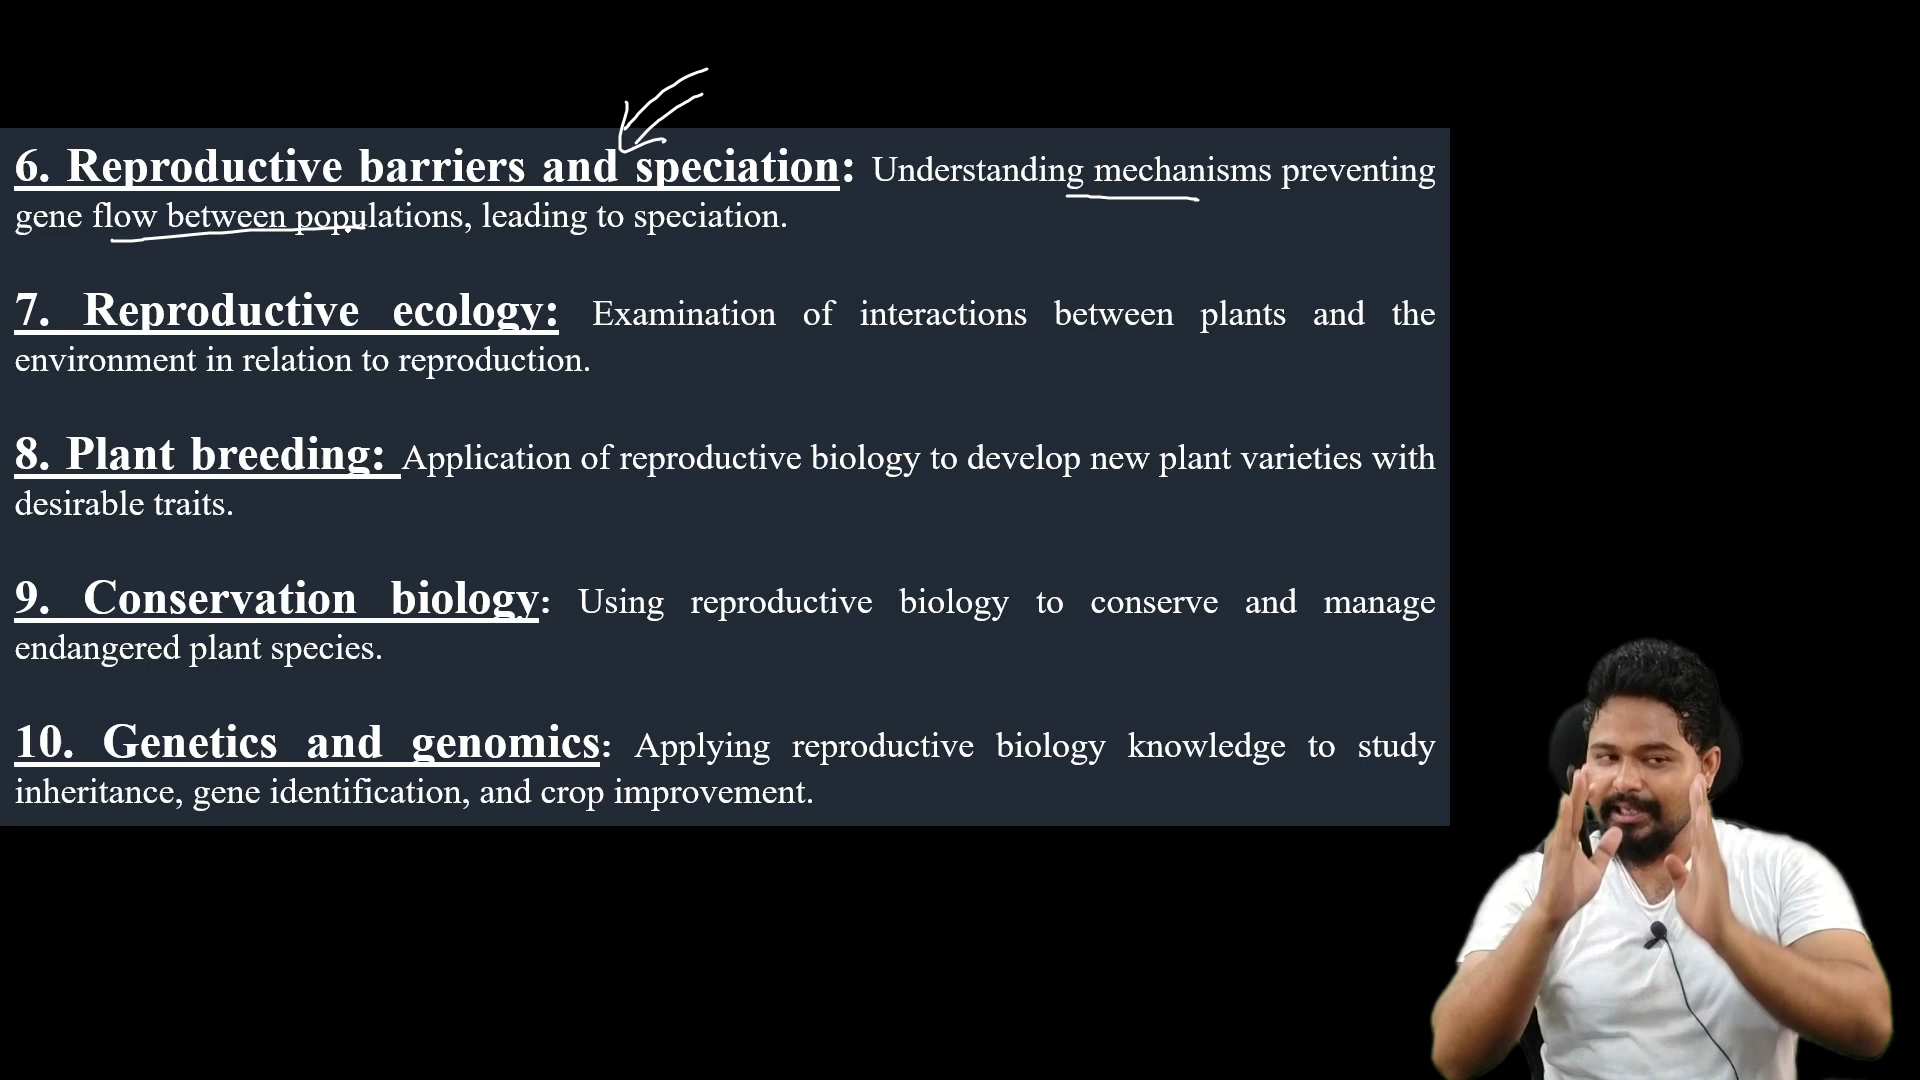 6. Reproductive barriers and speciation: Understanding mechanisms preventing
gene flow between populations, leading to speciation.
7. Reproductive ecology: Examination of interactions between plants and the
environment in relation to reproduction.
8. Plant breeding: Application of reproductive biology to develop new plant varieties with
desirable traits.
9. Conservation biology: Using reproductive biology to conserve and manage
endangered plant species.
10. Genetics and genomics: Applying reproductive biology knowledge to study
inheritance, gene identification, and crop improvement.